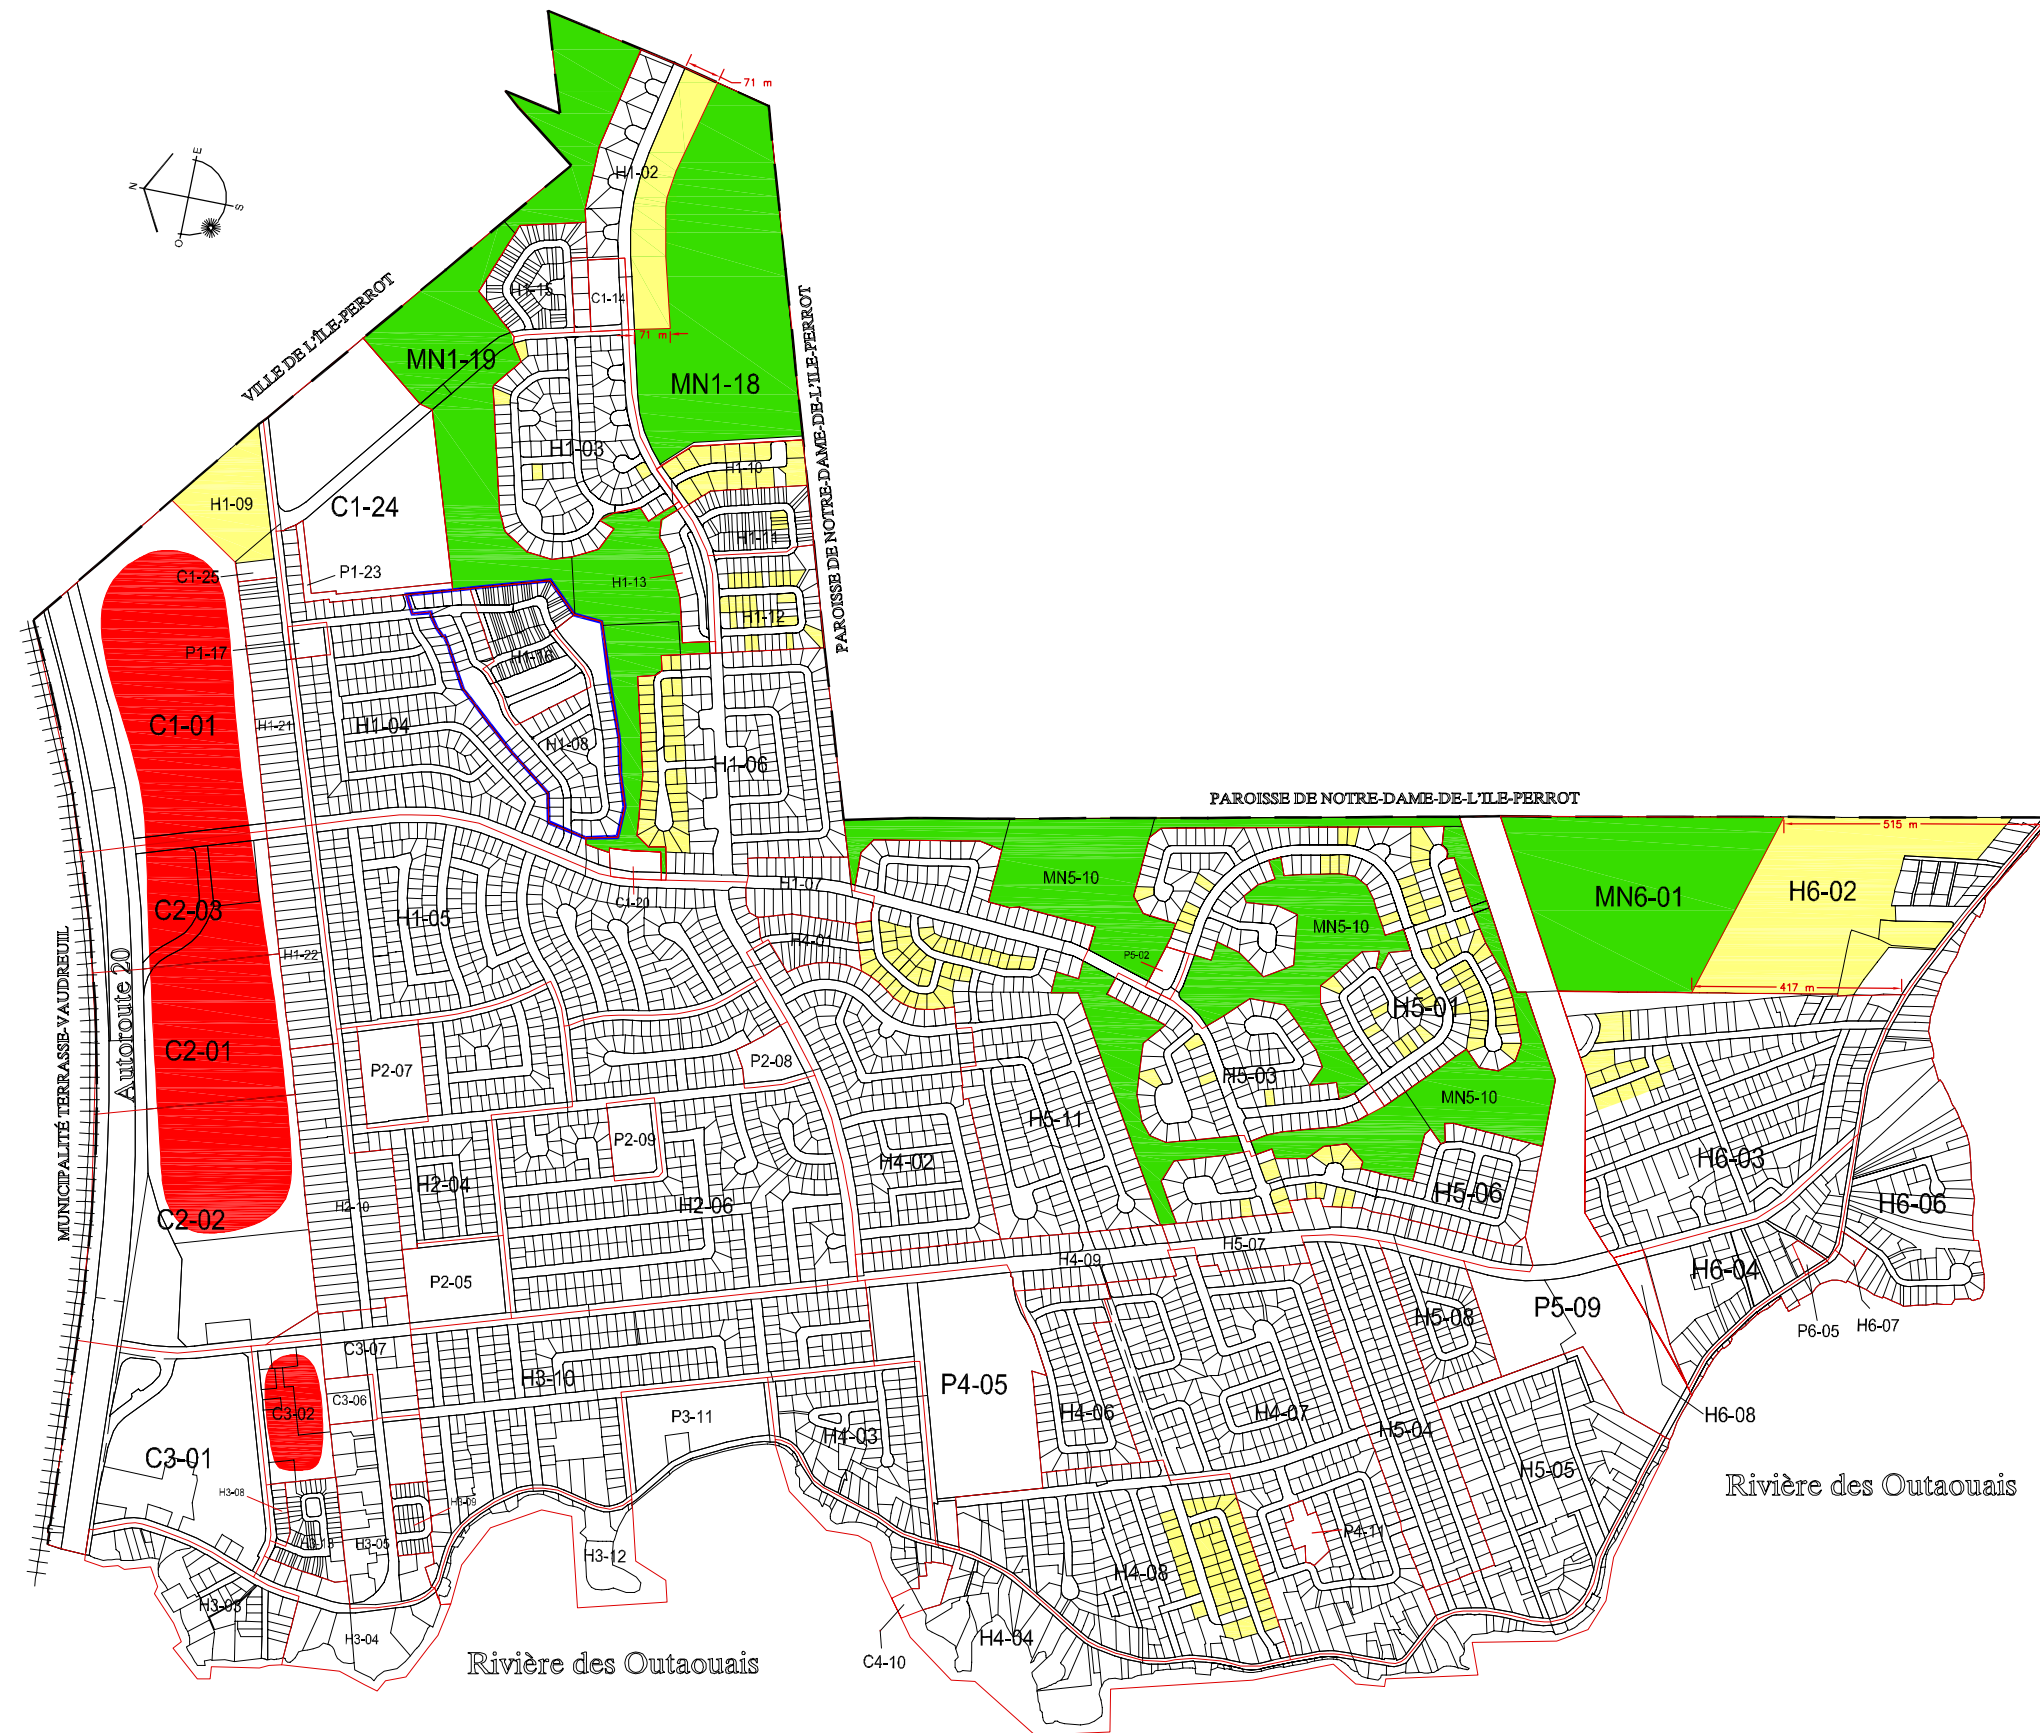 71 m
E
N
S
O
H1-02
H1-15
C1-14
VILLE DE L'ÎLE-PERROT
PAROISSE DE NOTRE-DAME-DE-L'ILE-PERROT
71 m
MN1-19
MN1-18
H1-03
H1-10
H1-09
C1-24
H1-11
C1-25
P1-23
H1-13
H1-12
P1-17
H1-16
C1-01
H1-21
H1-04
H1-08
H1-06
PAROISSE DE NOTRE-DAME-DE-L'ILE-PERROT
515 m
MN5-10
H1-07
MN6-01
H6-02
C2-03
H1-05
C1-20
MN5-10
H4-01
H1-22
P5-02
417 m
MUNICIPALITÉ TERRASSE-VAUDREUIL
Autoroute 20
H5-01
C2-01
P2-07
P2-08
H5-03
MN5-10
H5-11
P2-09
H4-02
H6-03
H2-04
H5-06
H2-10
H2-06
H6-06
C2-02
H5-07
H4-09
P2-05
H6-04
P5-09
H5-08
P6-05
H6-07
C3-07
H3-10
P4-05
C3-06
C3-02
P3-11
H4-06
H4-07
H6-08
H5-04
H4-03
C3-01
H5-05
Rivière des Outaouais
H3-08
H3-09
P4-11
H3-13
H3-05
H3-12
H4-08
H3-03
H3-04
H4-04
Rivière des Outaouais
C4-10